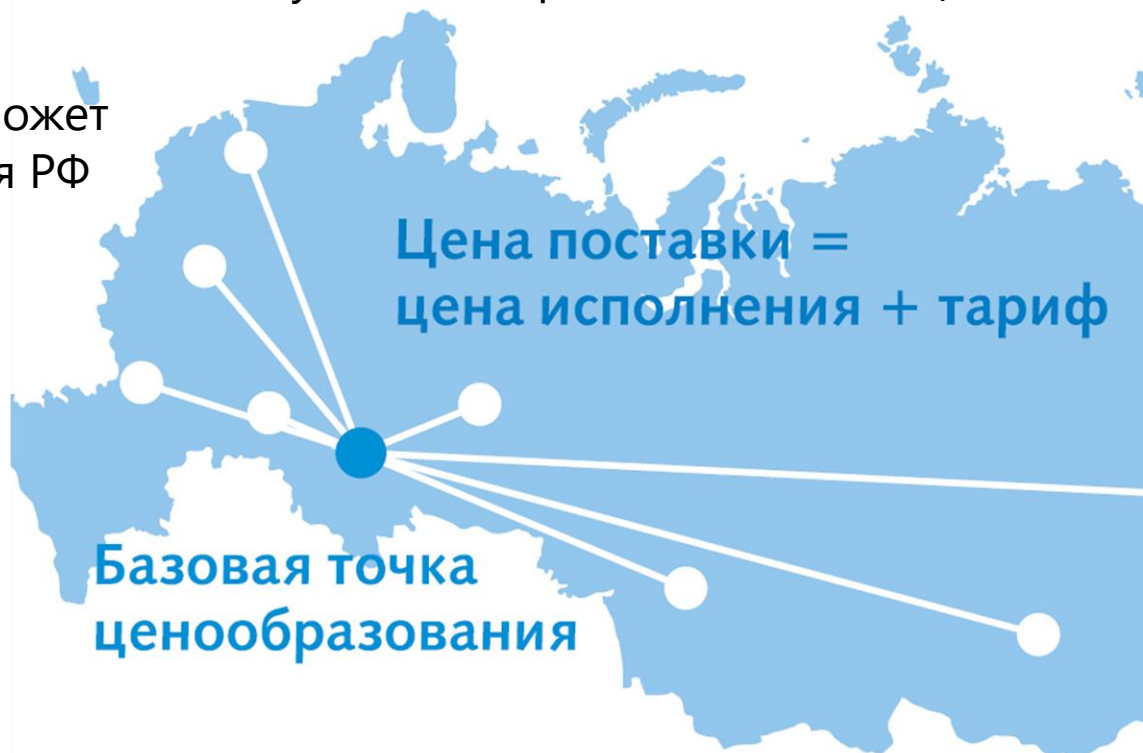 ожет
я РФ
Цена поставки =
цена исполнения + тариф
Базовая точка
ценообразования